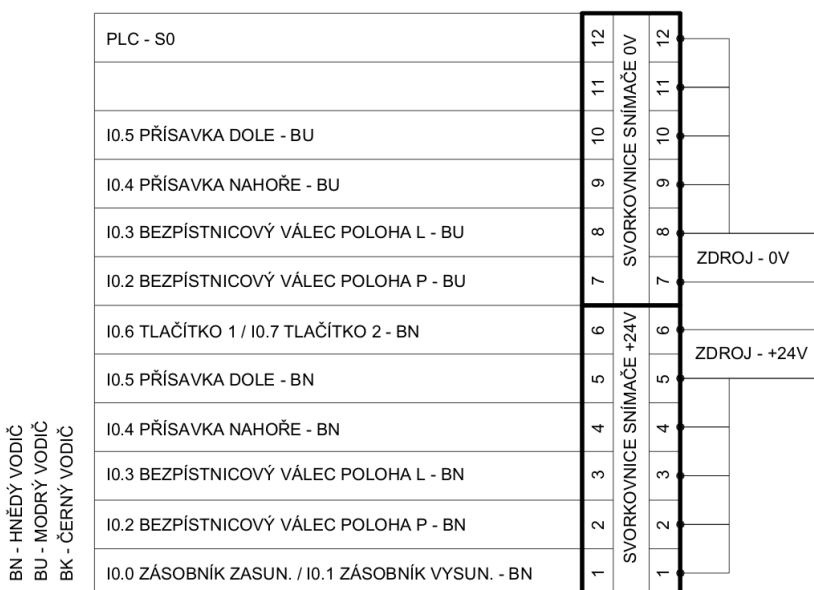 PLC - S0
12 12
11 11
I0.5 PŘÍSAVKA DOLE - BU
10 10
I0.4 PŘÍSAVKA NAHOŘE - BU
9 9
I0.3 BEZPÍSTNICOVÝ VÁLEC POLOHA L - BU
8 8
I0.2 BEZPÍSTNICOVÝ VÁLEC POLOHA P - BU
7 7
SVORKOVNICE SNÍMAČE 0V
ZDROJ - 0V
I0.6 TLAČÍTKO 1 / I0.7 TLAČÍTKO 2 - BN
6 6
I0.5 PŘÍSAVKA DOLE - BN
5 5
I0.4 PŘÍSAVKA NAHOŘE - BN
4 4
I0.3 BEZPÍSTNICOVÝ VÁLEC POLOHA L - BN
3 3
I0.2 BEZPÍSTNICOVÝ VÁLEC POLOHA P - BN
2 2
I0.0 ZÁSOBNÍK ZASUN. / I0.1 ZÁSOBNÍK VYSUN. - BN
1 1
SVORKOVNICE SNÍMAČE +24V
ZDROJ - +24V
BN - HNĚDÝ VODIČ
BU - MODRÝ VODIČ
BK - ČERNÝ VODIČ